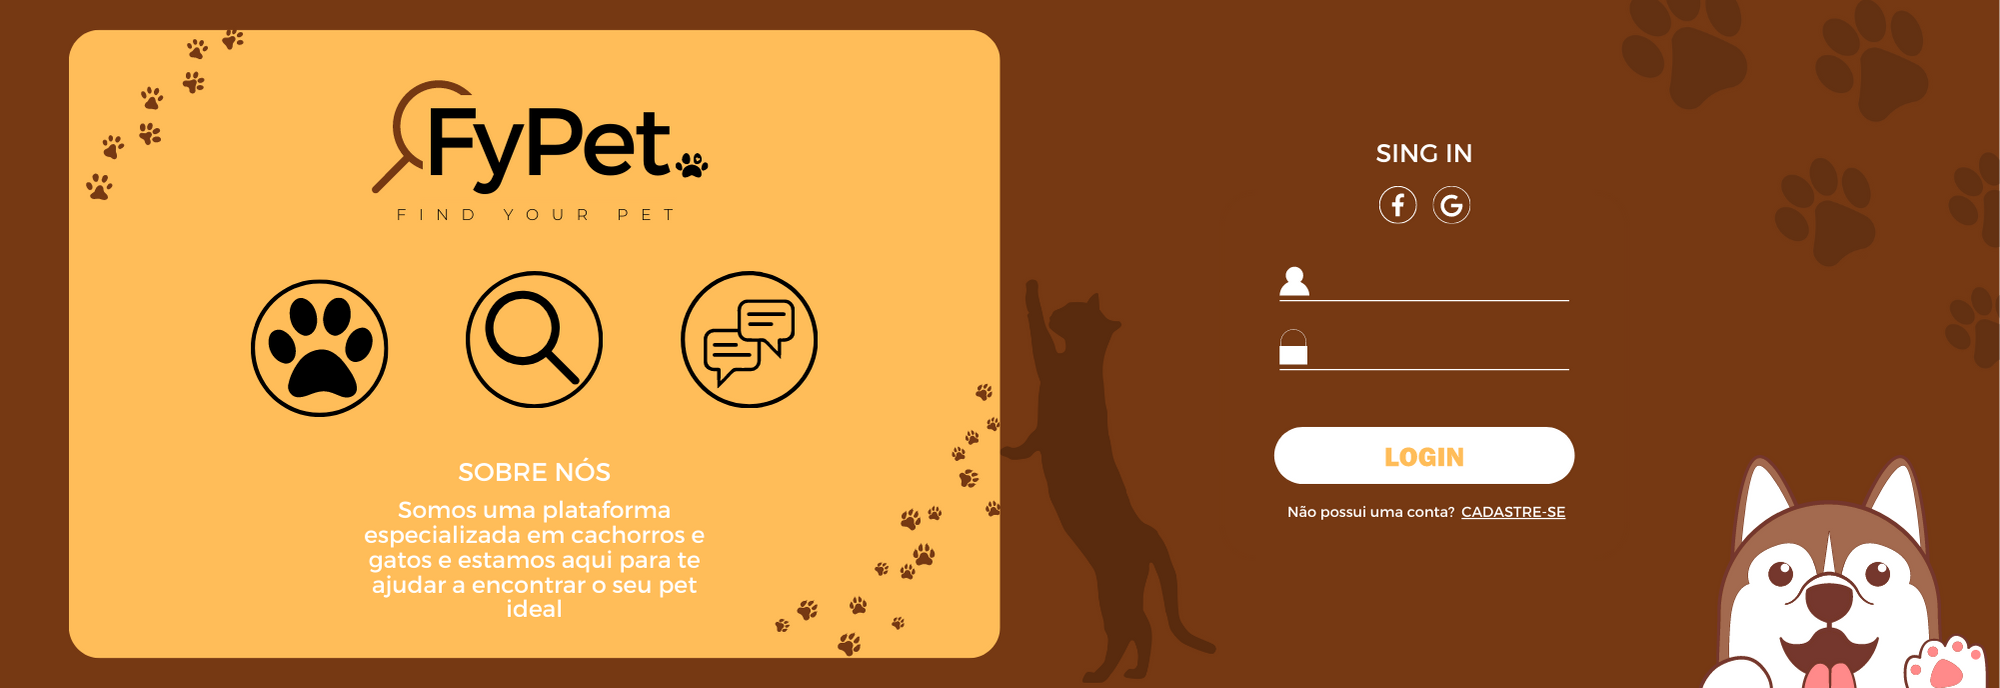 FyPet.
FIND YOUR PET
SOBRE NÓS
Somos uma plataforma
especializada em cachorros e
gatos e estamos aqui para te
ajudar a encontrar o seu pet
ideal
SING IN
f G
LOGIN
Não possui uma conta? CADASTRE-SE